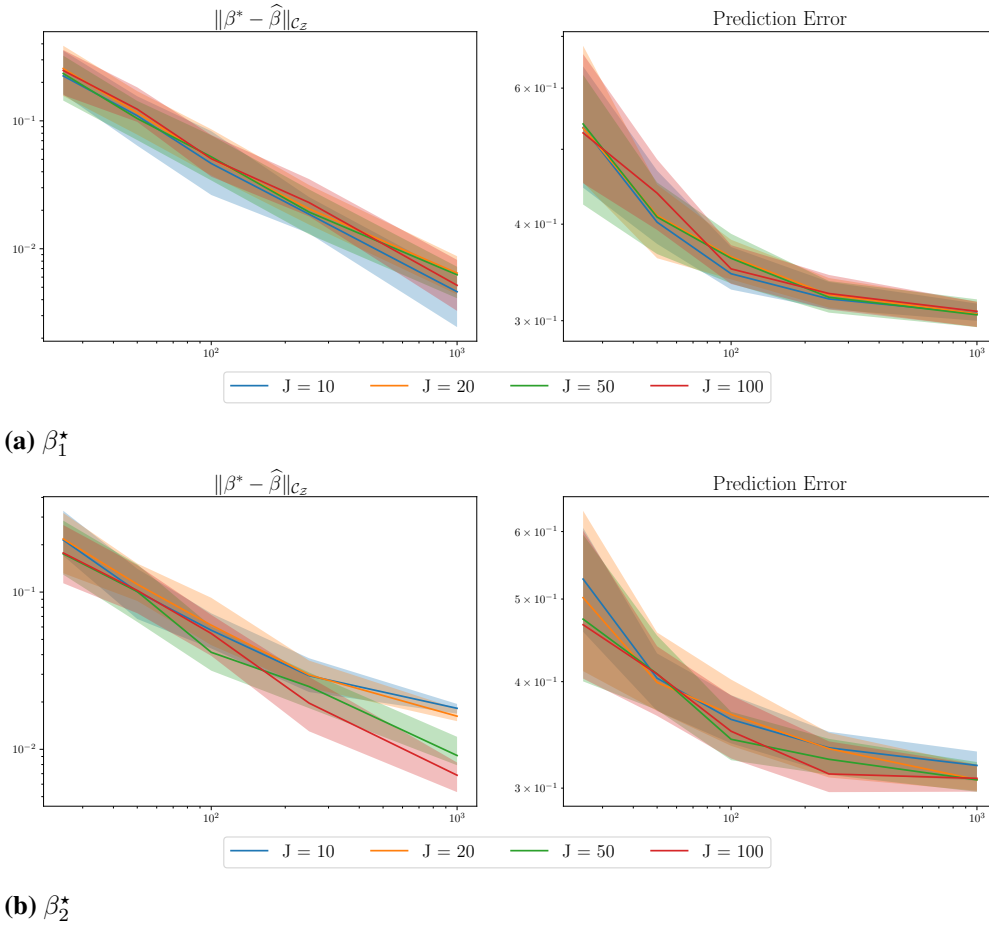 ‖β* − β̂‖_{C_Z}
Prediction Error
10⁻¹
10⁻²
10²
10³
6 × 10⁻¹
4 × 10⁻¹
3 × 10⁻¹
10²
10³
J = 10 J = 20 J = 50 J = 100
(a) β₁⋆
‖β* − β̂‖_{C_Z}
Prediction Error
10⁻¹
10⁻²
10²
10³
6 × 10⁻¹
5 × 10⁻¹
4 × 10⁻¹
3 × 10⁻¹
10²
10³
J = 10 J = 20 J = 50 J = 100
(b) β₂⋆